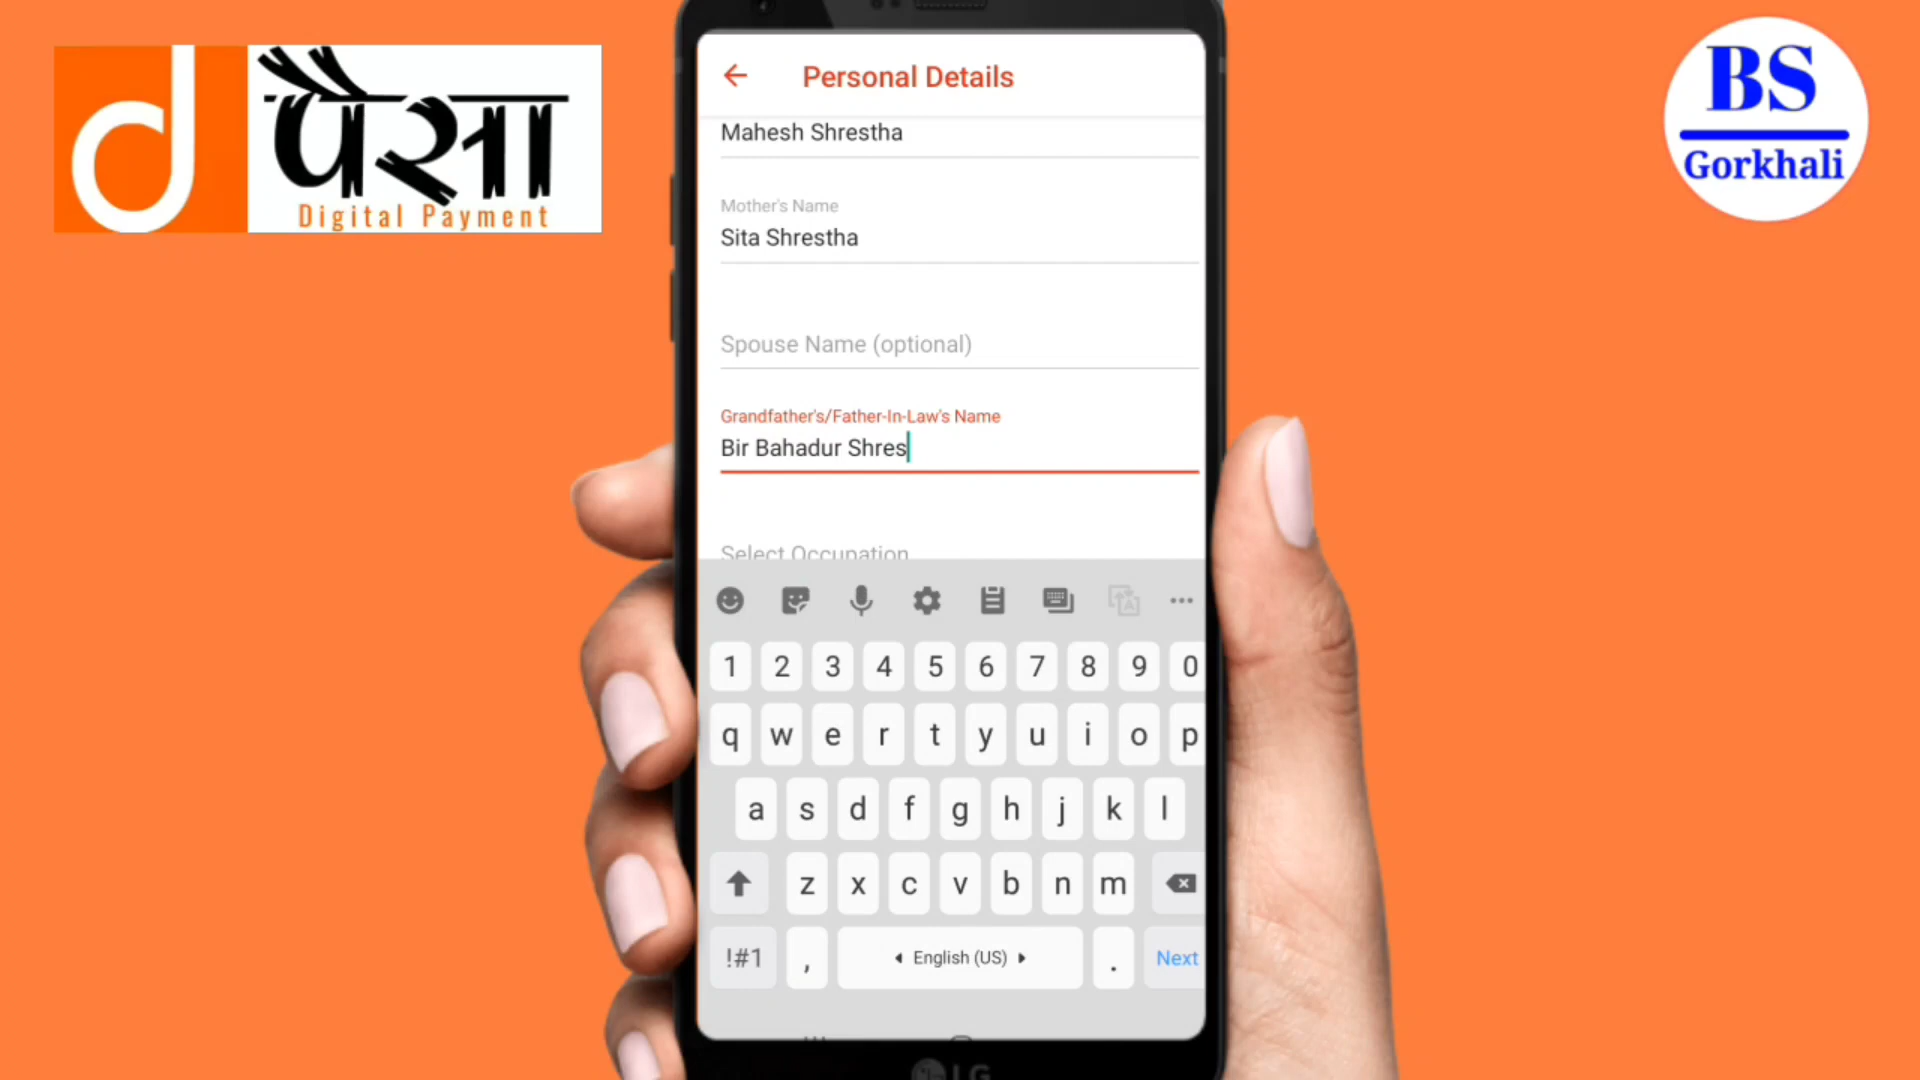 पैसा
Digital Payment
BS
Gorkhali
Personal Details
Mahesh Shrestha
Mother's Name
Sita Shrestha
Spouse Name (optional)
Grandfather's/Father-In-Law's Name
Bir Bahadur Shres
Select Occupation
1 2 3 4 5 6 7 8 9 0
q w e r t y u i o p
a s d f g h j k l
z x c v b n m
!#1 , English (US) . Next
LG